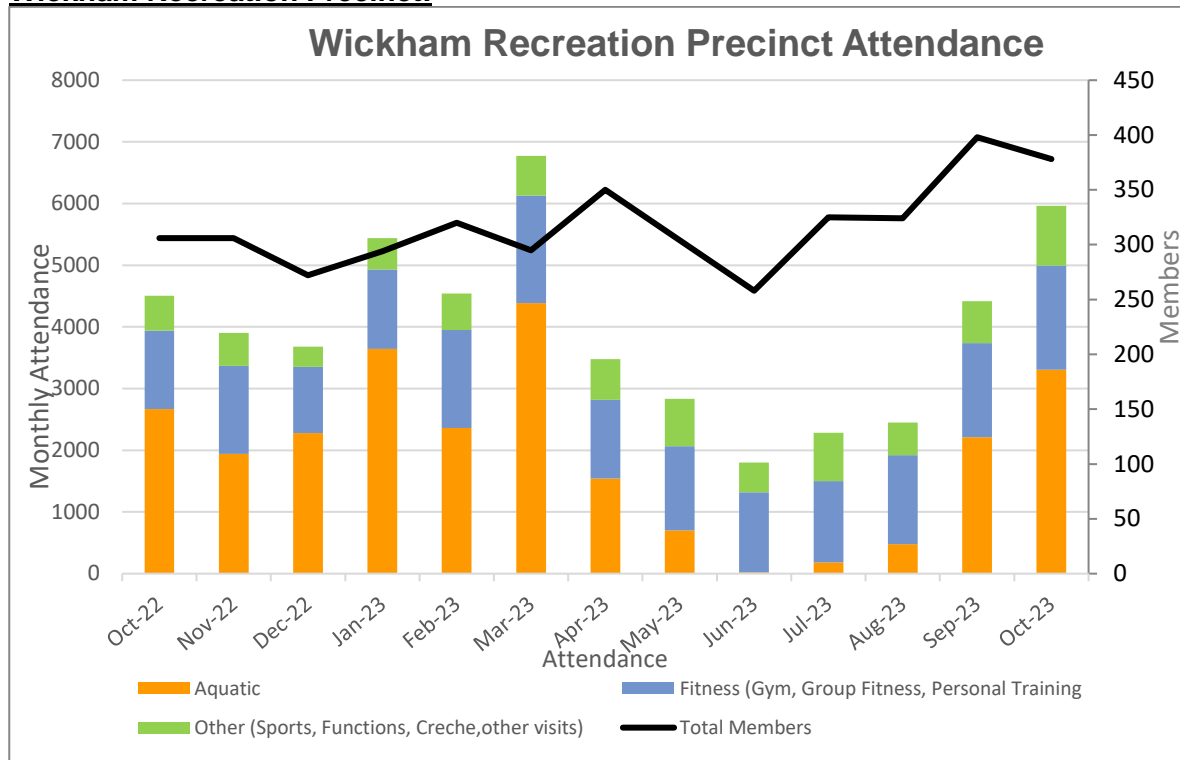 Wickham Recreation Precinct:
Wickham Recreation Precinct Attendance
8000
7000
6000
5000
4000
3000
2000
1000
0
Monthly Attendance
450
400
350
300
250
200
150
100
50
0
Members
Oct-22
Nov-22
Dec-22
Jan-23
Feb-23
Mar-23
Apr-23
May-23
Jun-23
Jul-23
Aug-23
Sep-23
Oct-23
Attendance
Aquatic
Fitness (Gym, Group Fitness, Personal Training
Other (Sports, Functions, Creche,other visits)
Total Members